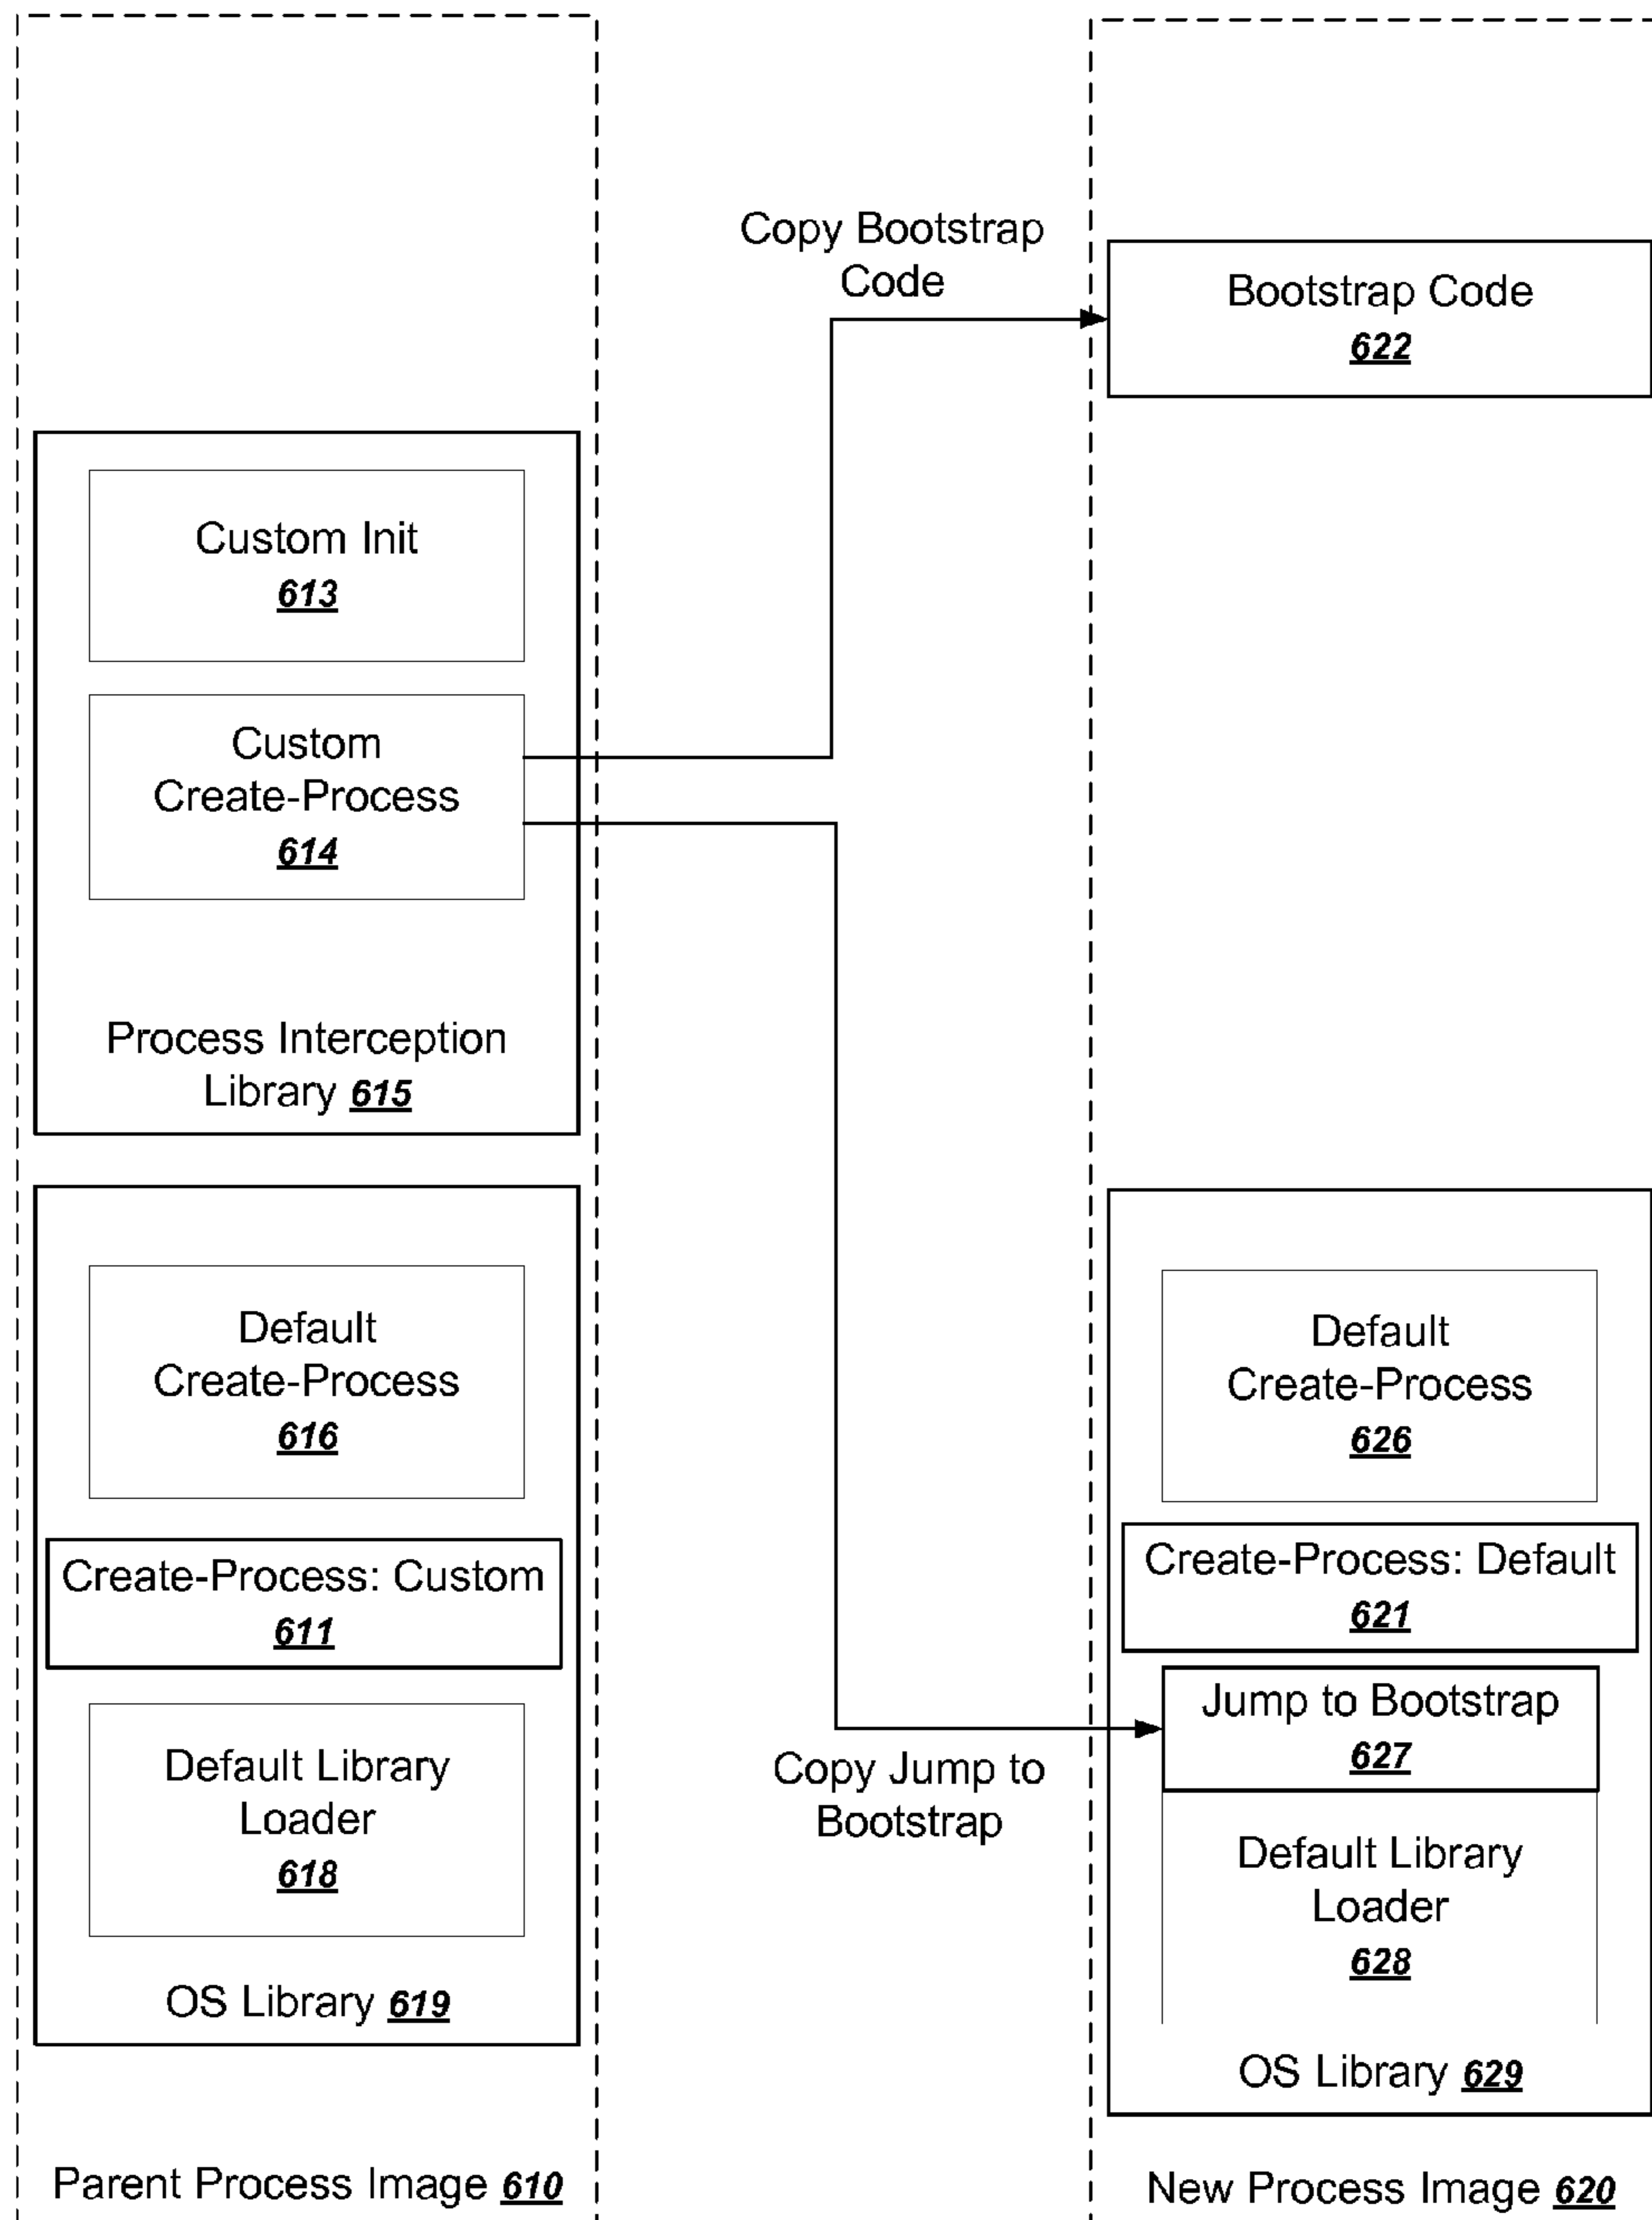 Copy Bootstrap
Code
Bootstrap Code
622
Custom Init
613
Custom
Create-Process
614
Process Interception
Library 615
Default
Create-Process
616
Create-Process: Custom
611
Default Library
Loader
618
OS Library 619
Parent Process Image 610
Copy Jump to
Bootstrap
Default
Create-Process
626
Create-Process: Default
621
Jump to Bootstrap
627
Default Library
Loader
628
OS Library 629
New Process Image 620